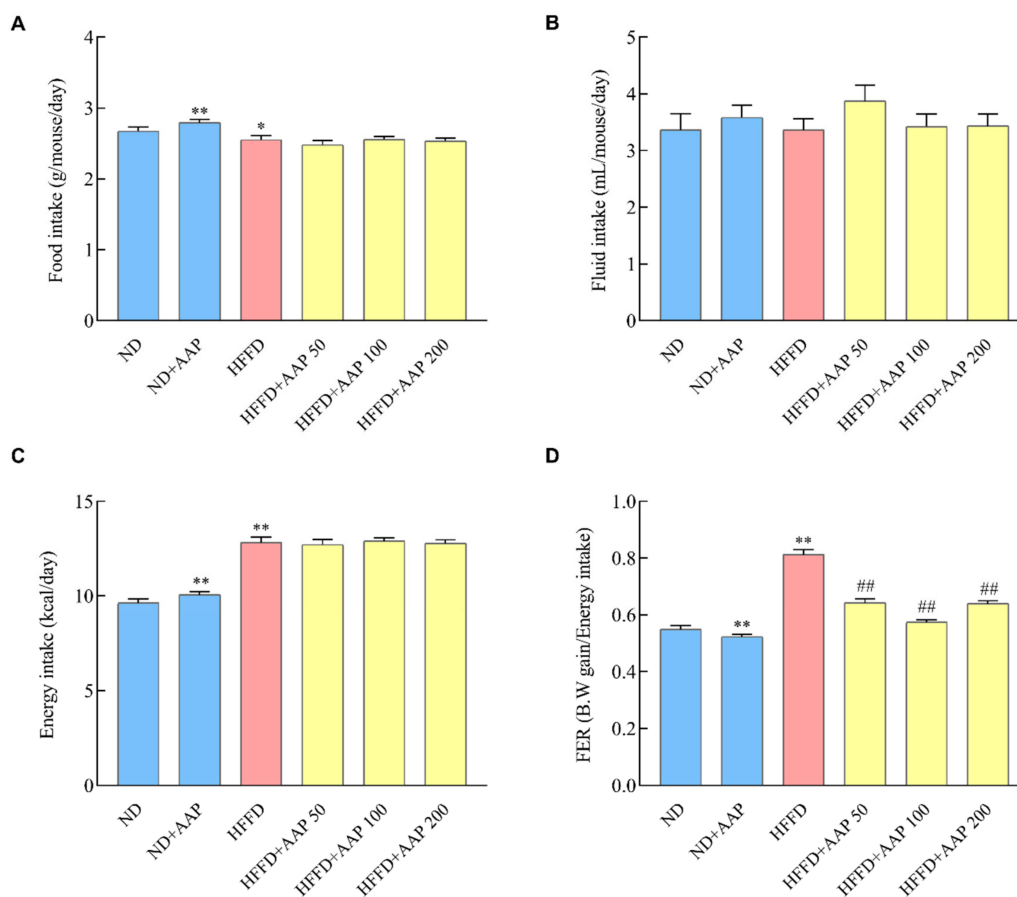 A
Food intake (g/mouse/day)
4
3
2
1
0
**
*
ND
ND+AAP
HFFD
HFFD+AAP 50
HFFD+AAP 100
HFFD+AAP 200
B
Fluid intake (mL/mouse/day)
5
4
3
2
1
0
ND
ND+AAP
HFFD
HFFD+AAP 50
HFFD+AAP 100
HFFD+AAP 200
C
Energy intake (kcal/day)
15
10
5
0
**
**
ND
ND+AAP
HFFD
HFFD+AAP 50
HFFD+AAP 100
HFFD+AAP 200
D
FER (B.W gain/Energy intake)
1.0
0.8
0.6
0.4
0.2
0.0
**
**
##
##
##
ND
ND+AAP
HFFD
HFFD+AAP 50
HFFD+AAP 100
HFFD+AAP 200